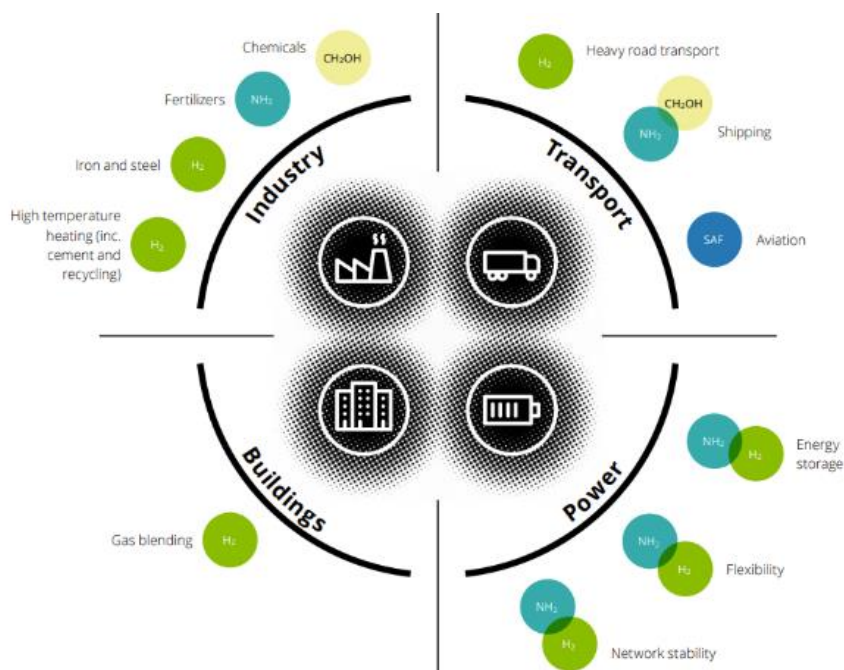 Chemicals
CH₃OH
Fertilizers
NH₃
Iron and steel
H₂
High temperature
heating (inc.
cement and
recycling)
H₂
Industry
H₂
Heavy road transport
CH₃OH
NH₃
Shipping
SAF
Aviation
Transport
Buildings
Gas blending
H₂
Power
NH₃
H₂
Energy
storage
NH₃
H₂
Flexibility
NH₃
H₂
Network stability